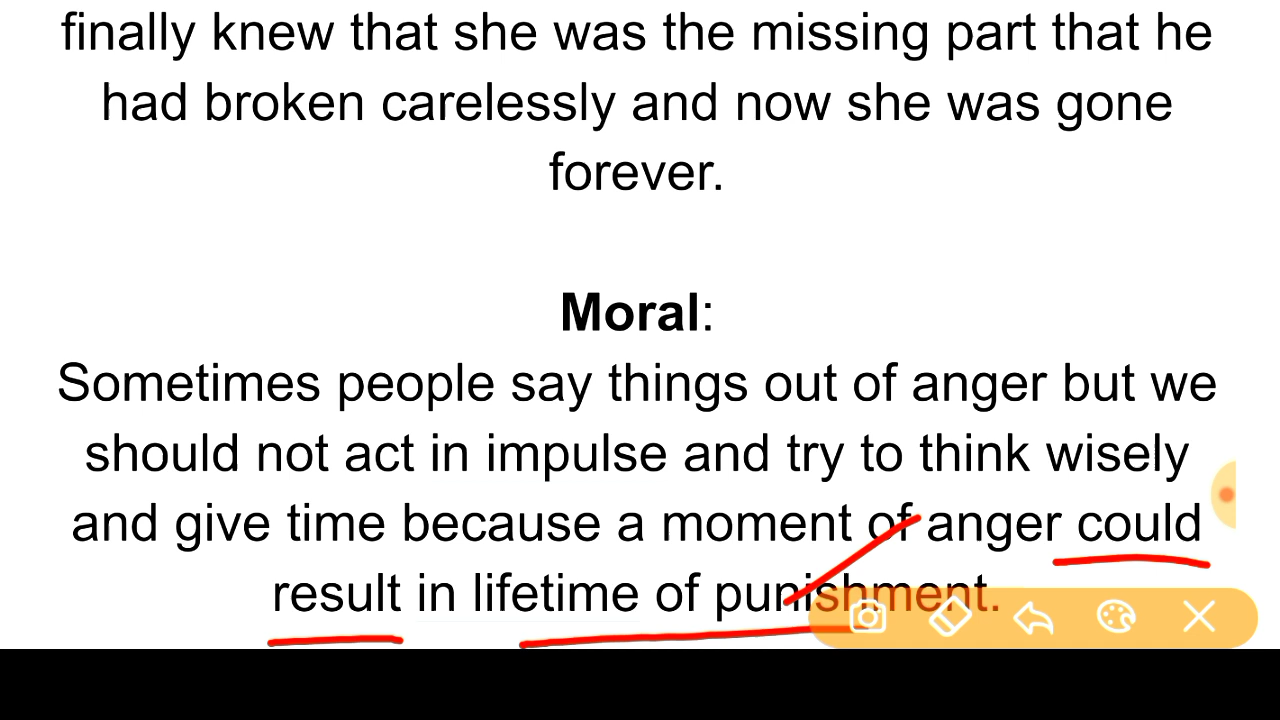 finally knew that she was the missing part that he
had broken carelessly and now she was gone
forever.
Moral:
Sometimes people say things out of anger but we
should not act in impulse and try to think wisely
and give time because a moment of anger could
result in lifetime of punishment.